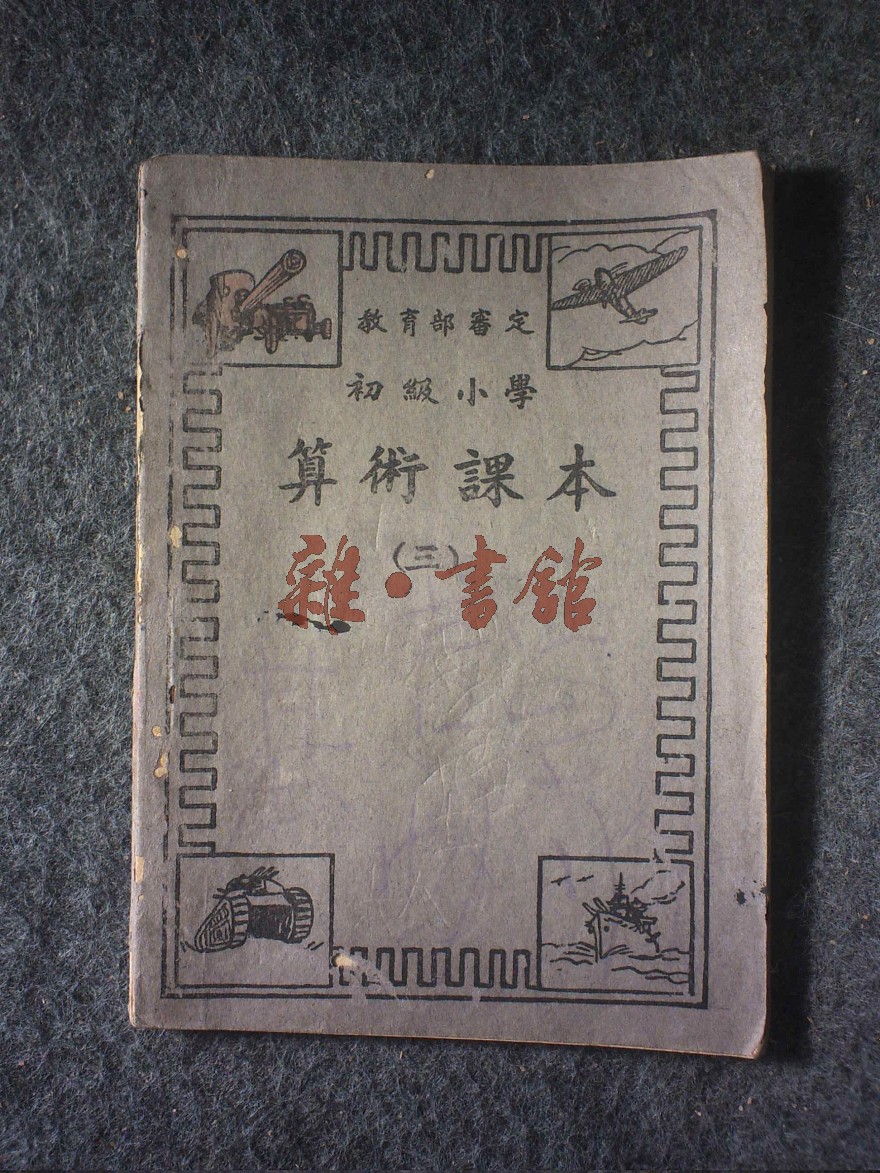 教育部審定
初級小學
算術課本
(三)
雜·書館